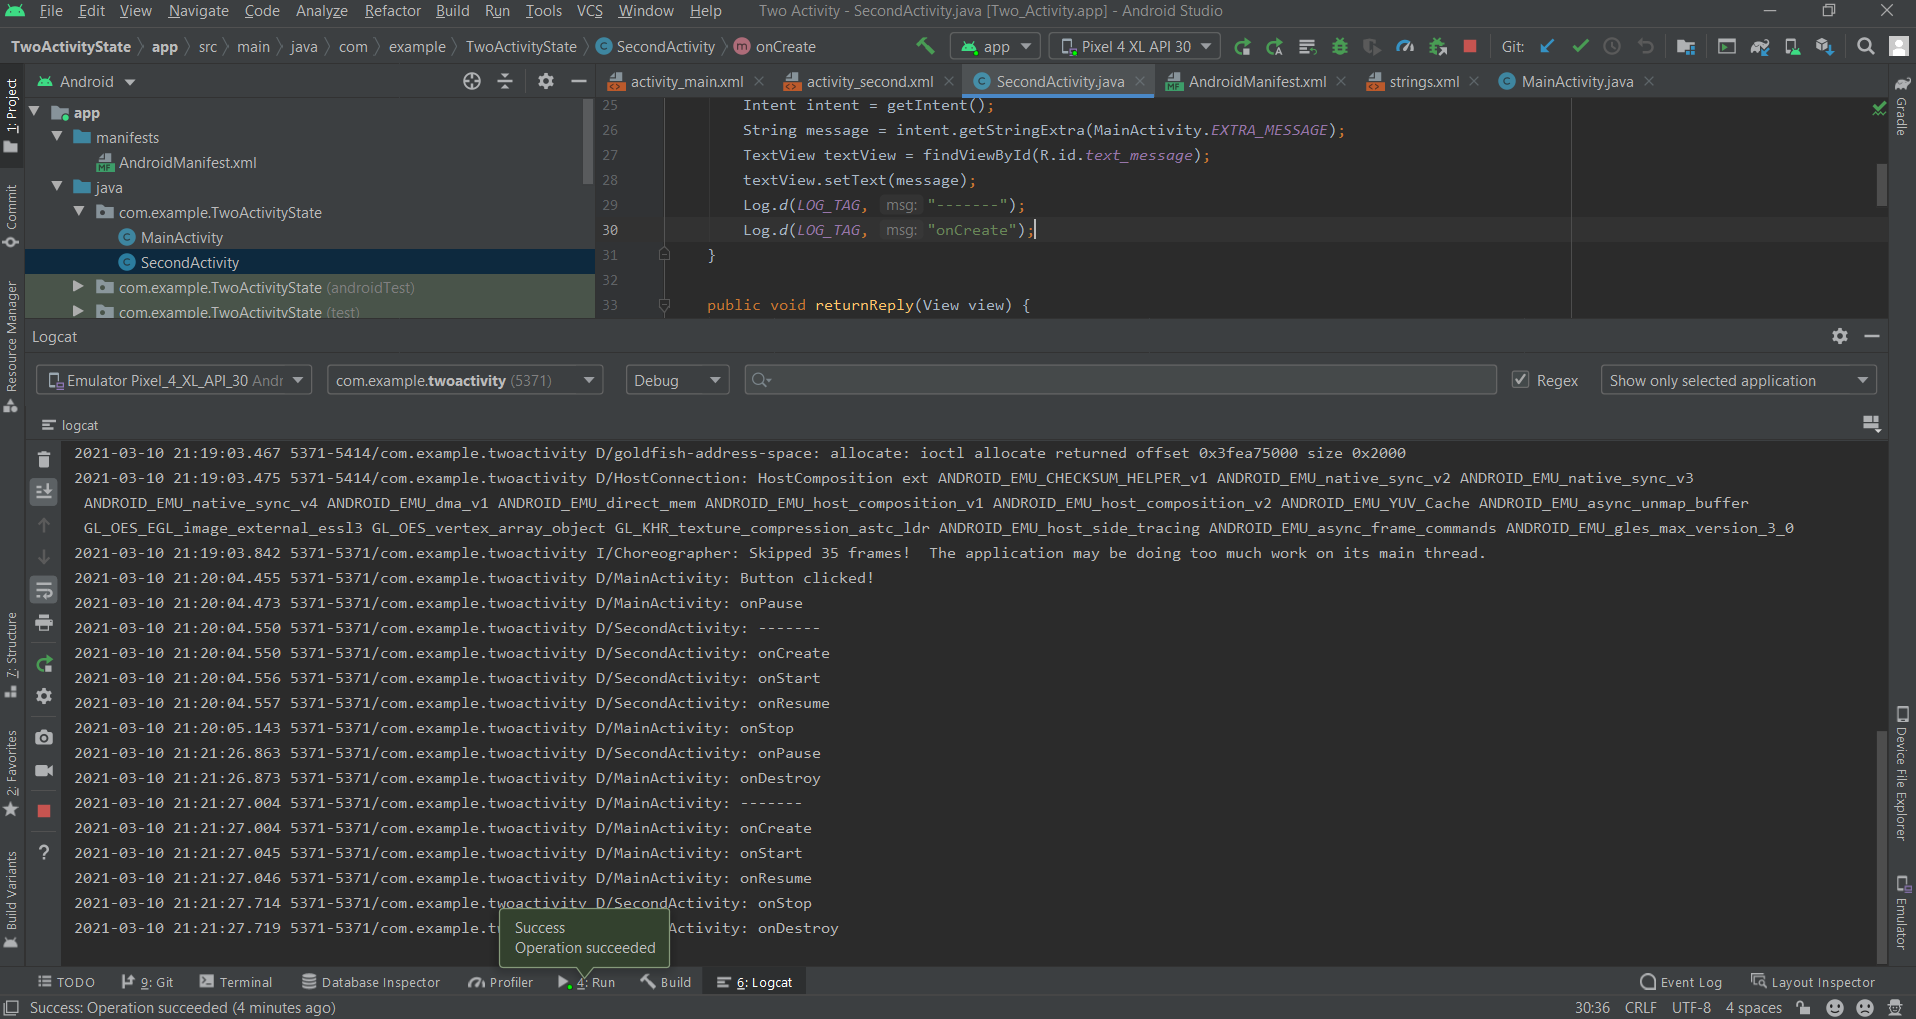 File Edit View Navigate Code Analyze Refactor Build Run Tools VCS Window Help Two Activity - SecondActivity.java [Two_Activity.app] - Android Studio
TwoActivityState app src main java com example TwoActivityState SecondActivity onCreate app Pixel 4 XL API 30 Git:
Android activity_main.xml activity_second.xml SecondActivity.java AndroidManifest.xml strings.xml MainActivity.java
1: Project
Commit
Resource Manager
7: Structure
2: Favorites
Build Variants
app
manifests
AndroidManifest.xml
java
com.example.TwoActivityState
MainActivity
SecondActivity
com.example.TwoActivityState (androidTest)
com.example.TwoActivityState (test)
25 Intent intent = getIntent();
26 String message = intent.getStringExtra(MainActivity.EXTRA_MESSAGE);
27 TextView textView = findViewById(R.id.text_message);
28 textView.setText(message);
29 Log.d(LOG_TAG, msg: "-------");
30 Log.d(LOG_TAG, msg: "onCreate");
31 }
32
33 public void returnReply(View view) {
Gradle
Device File Explorer
Emulator
Logcat
Emulator Pixel_4_XL_API_30 Andr com.example.twoactivity (5371) Debug Regex Show only selected application
logcat
2021-03-10 21:19:03.467 5371-5414/com.example.twoactivity D/goldfish-address-space: allocate: ioctl allocate returned offset 0x3fea75000 size 0x2000
2021-03-10 21:19:03.475 5371-5414/com.example.twoactivity D/HostConnection: HostComposition ext ANDROID_EMU_CHECKSUM_HELPER_v1 ANDROID_EMU_native_sync_v2 ANDROID_EMU_native_sync_v3
ANDROID_EMU_native_sync_v4 ANDROID_EMU_dma_v1 ANDROID_EMU_direct_mem ANDROID_EMU_host_composition_v1 ANDROID_EMU_host_composition_v2 ANDROID_EMU_YUV_Cache ANDROID_EMU_async_unmap_buffer
GL_OES_EGL_image_external_essl3 GL_OES_vertex_array_object GL_KHR_texture_compression_astc_ldr ANDROID_EMU_host_side_tracing ANDROID_EMU_async_frame_commands ANDROID_EMU_gles_max_version_3_0
2021-03-10 21:19:03.842 5371-5371/com.example.twoactivity I/Choreographer: Skipped 35 frames!  The application may be doing too much work on its main thread.
2021-03-10 21:20:04.455 5371-5371/com.example.twoactivity D/MainActivity: Button clicked!
2021-03-10 21:20:04.473 5371-5371/com.example.twoactivity D/MainActivity: onPause
2021-03-10 21:20:04.550 5371-5371/com.example.twoactivity D/SecondActivity: -------
2021-03-10 21:20:04.550 5371-5371/com.example.twoactivity D/SecondActivity: onCreate
2021-03-10 21:20:04.556 5371-5371/com.example.twoactivity D/SecondActivity: onStart
2021-03-10 21:20:04.557 5371-5371/com.example.twoactivity D/SecondActivity: onResume
2021-03-10 21:20:05.143 5371-5371/com.example.twoactivity D/MainActivity: onStop
2021-03-10 21:21:26.863 5371-5371/com.example.twoactivity D/SecondActivity: onPause
2021-03-10 21:21:26.873 5371-5371/com.example.twoactivity D/MainActivity: onDestroy
2021-03-10 21:21:27.004 5371-5371/com.example.twoactivity D/MainActivity: -------
2021-03-10 21:21:27.004 5371-5371/com.example.twoactivity D/MainActivity: onCreate
2021-03-10 21:21:27.045 5371-5371/com.example.twoactivity D/MainActivity: onStart
2021-03-10 21:21:27.046 5371-5371/com.example.twoactivity D/MainActivity: onResume
2021-03-10 21:21:27.714 5371-5371/com.example.twoactivity D/SecondActivity: onStop
2021-03-10 21:21:27.719 5371-5371/com.example.tw Activity: onDestroy
Success
Operation succeeded
TODO 9: Git Terminal Database Inspector Profiler 4: Run Build 6: Logcat Event Log Layout Inspector
Success: Operation succeeded (4 minutes ago) 30:36 CRLF UTF-8 4 spaces